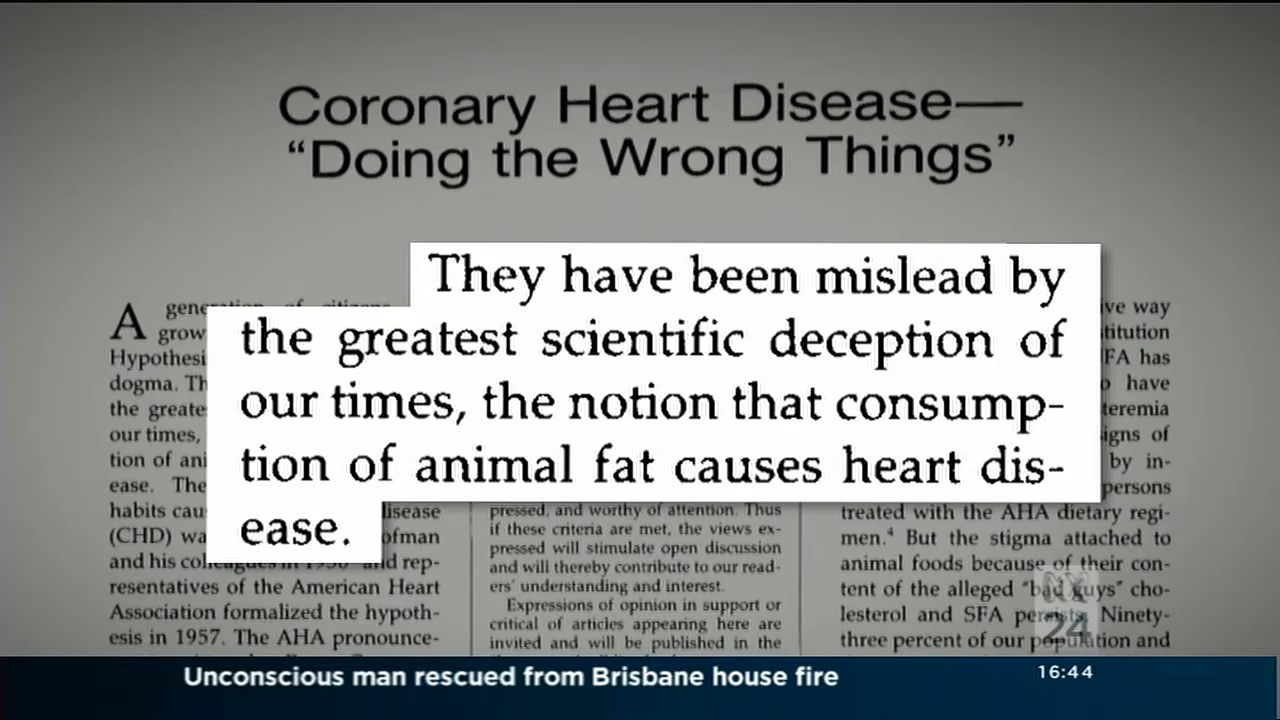 Coronary Heart Disease—
“Doing the Wrong Things”
They have been mislead by
the greatest scientific deception of
our times, the notion that consump-
tion of animal fat causes heart dis-
ease.
A
grow
Hypothesi
dogma.
the greate
our times,
tion of ani
ease. The
habits cau
(CHD) wa
and his colleagues in 1950 and rep-
resentatives of the American Heart
Association formalized the hypoth-
esis in 1957. The AHA pronounce-
pressed, and worthy of attention. Thus
if these criteria are met, the views ex-
pressed will stimulate open discussion
and will thereby contribute to our read-
ers' understanding and interest.
Expressions of opinion in support or
critical of articles appearing here are
invited and will be published in the
ive way
titution
FA has
have
teremia
igns of
by in-
persons
treated with the AHA dietary regi-
men.⁴ But the stigma attached to
animal foods because of their con-
tent of the alleged "bad guys" cho-
lesterol and SFA persists. Ninety-
three percent of our population and
24
Unconscious man rescued from Brisbane house fire
16:44